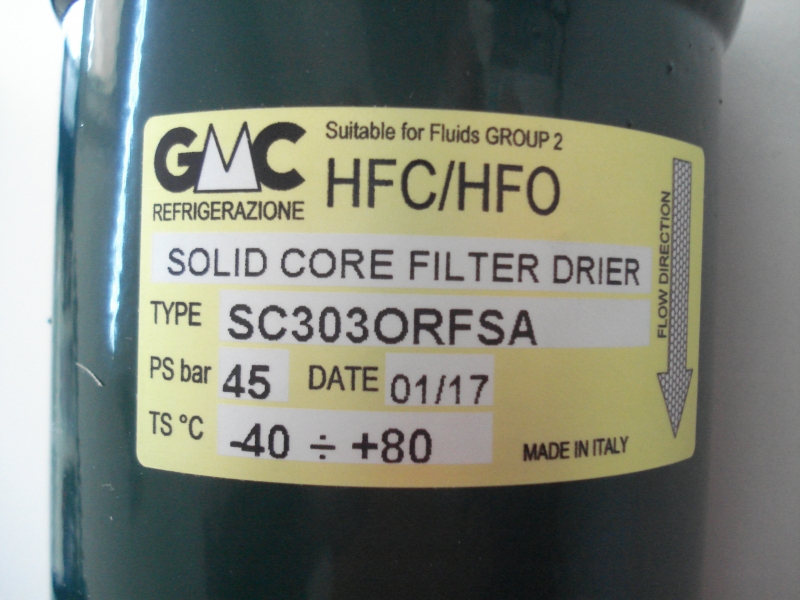 GMC
REFRIGERAZIONE
Suitable for Fluids GROUP 2
HFC/HFO
SOLID CORE FILTER DRIER
TYPE SC303ORFSA
PS bar 45 DATE 01/17
TS °C -40 ÷ +80
MADE IN ITALY
FLOW DIRECTION